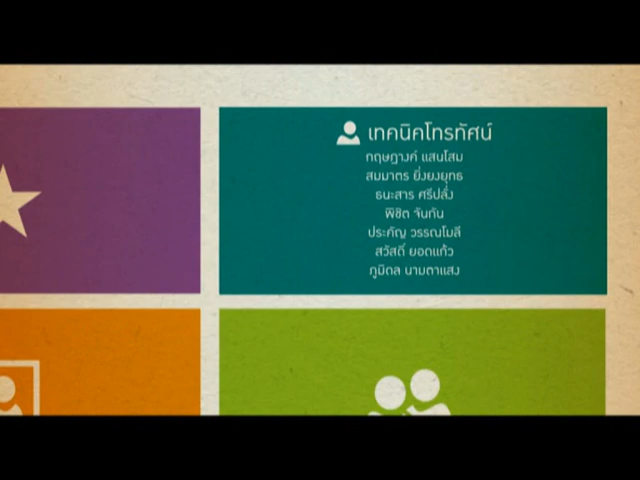 เทคนิคโทรทัศน์
กฤษฎางค์ แสนโสม
สมมาตร ยิ่งยงยุทธ
ธนะสาร ศรีปลั่ง
พิชิต จันทัน
ประคัญ วรรณโมลี
สวัสดิ์ ยอดแก้ว
ภูมิดล นามตาแสง